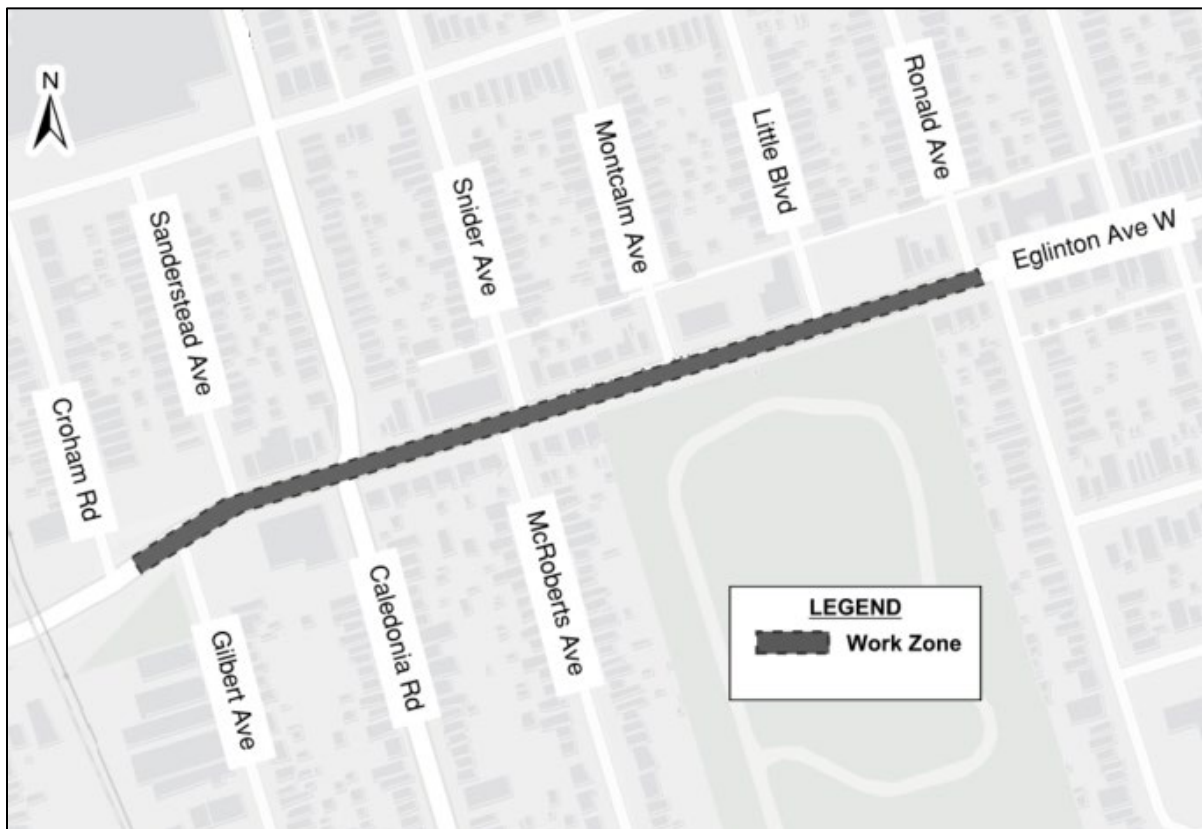 N
Croham Rd
Sanderstead Ave
Gilbert Ave
Caledonia Rd
Snider Ave
McRoberts Ave
Montcalm Ave
Little Blvd
Ronald Ave
Eglinton Ave W
LEGEND
Work Zone